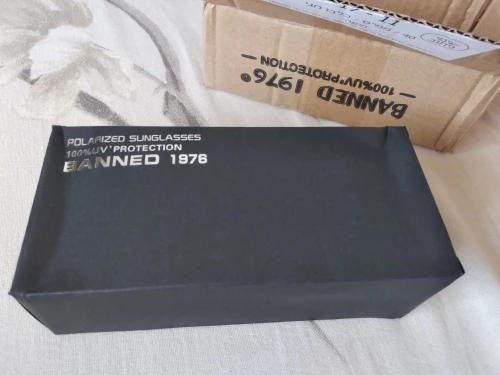 POLARIZED SUNGLASSES
100%UV*PROTECTION
BANNED 1976
BANNED 1976®
— 100%UV*PROTECTION —